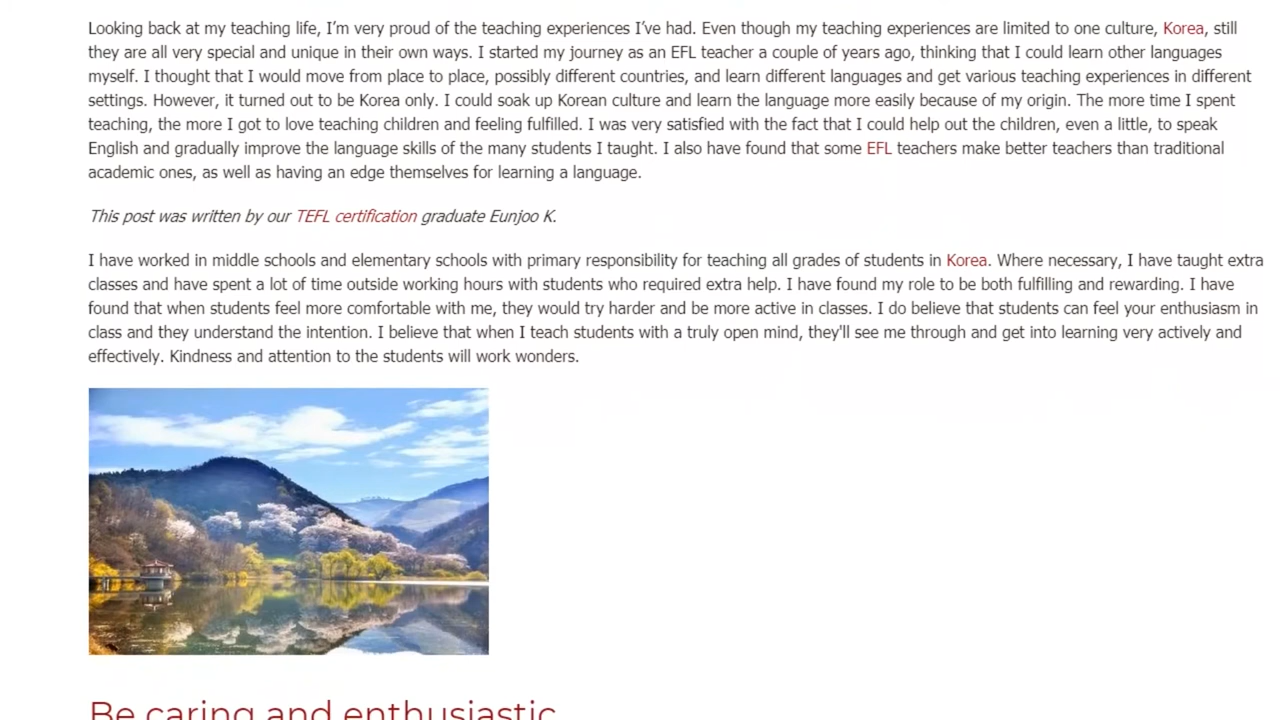 Looking back at my teaching life, I'm very proud of the teaching experiences I've had. Even though my teaching experiences are limited to one culture, Korea, still
they are all very special and unique in their own ways. I started my journey as an EFL teacher a couple of years ago, thinking that I could learn other languages
myself. I thought that I would move from place to place, possibly different countries, and learn different languages and get various teaching experiences in different
settings. However, it turned out to be Korea only. I could soak up Korean culture and learn the language more easily because of my origin. The more time I spent
teaching, the more I got to love teaching children and feeling fulfilled. I was very satisfied with the fact that I could help out the children, even a little, to speak
English and gradually improve the language skills of the many students I taught. I also have found that some EFL teachers make better teachers than traditional
academic ones, as well as having an edge themselves for learning a language.
This post was written by our TEFL certification graduate Eunjoo K.
I have worked in middle schools and elementary schools with primary responsibility for teaching all grades of students in Korea. Where necessary, I have taught extra
classes and have spent a lot of time outside working hours with students who required extra help. I have found my role to be both fulfilling and rewarding. I have
found that when students feel more comfortable with me, they would try harder and be more active in classes. I do believe that students can feel your enthusiasm in
class and they understand the intention. I believe that when I teach students with a truly open mind, they'll see me through and get into learning very actively and
effectively. Kindness and attention to the students will work wonders.
Be caring and enthusiastic